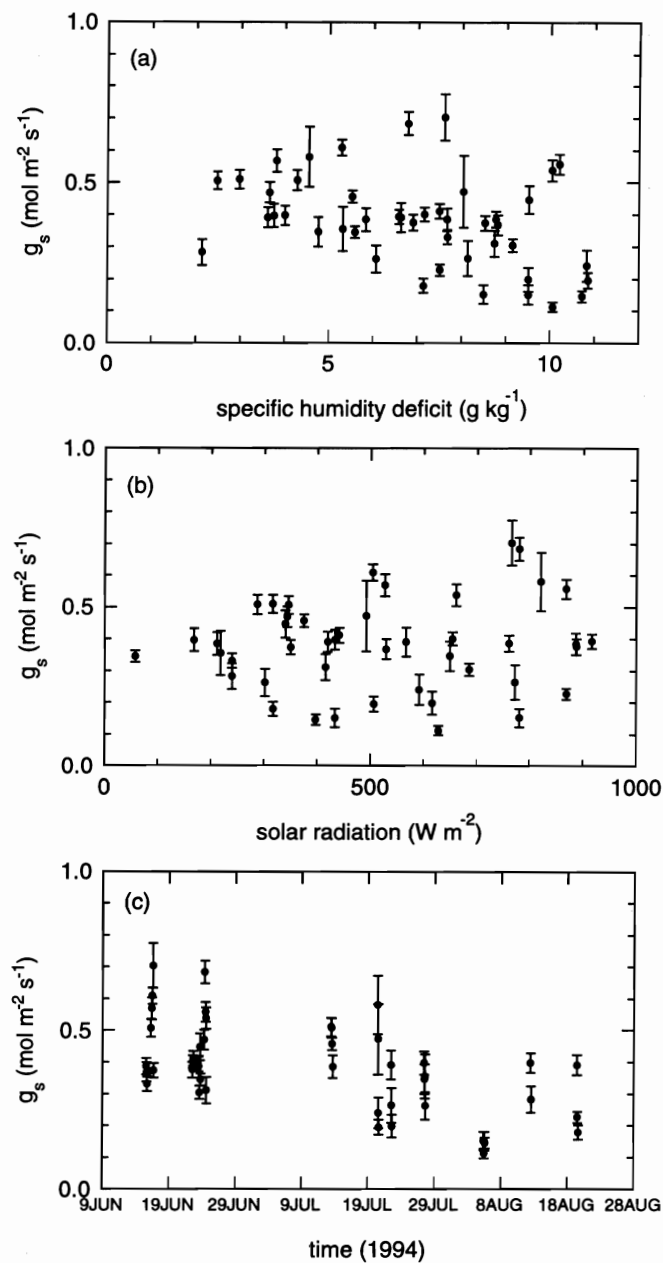 1.0
(a)
0.5
0.0
gs (mol m-2 s-1)
0 5 10
specific humidity deficit (g kg-1)
1.0
(b)
0.5
0.0
gs (mol m-2 s-1)
0 500 1000
solar radiation (W m-2)
1.0
(c)
0.5
0.0
gs (mol m-2 s-1)
9JUN 19JUN 29JUN 9JUL 19JUL 29JUL 8AUG 18AUG 28AUG
time (1994)